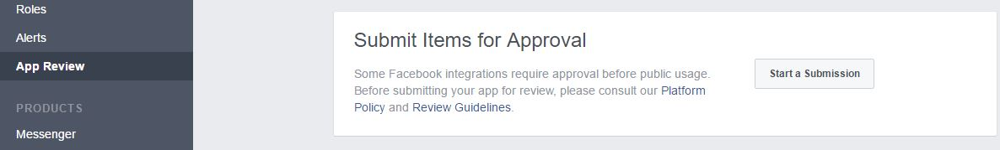 Roles
Alerts
App Review
PRODUCTS
Messenger
Submit Items for Approval
Some Facebook integrations require approval before public usage.
Before submitting your app for review, please consult our Platform
Policy and Review Guidelines.
Start a Submission